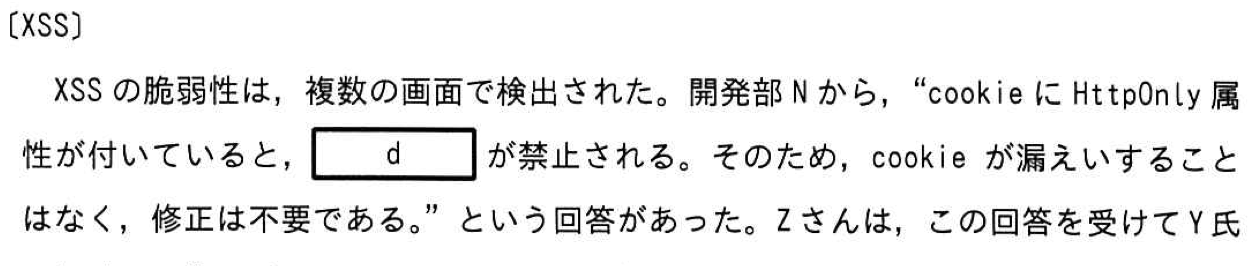 〔XSS〕
XSS の脆弱性は，複数の画面で検出された。開発部 N から，“cookie に HttpOnly 属
性が付いていると， d が禁止される。そのため，cookie が漏えいすること
はなく，修正は不要である。” という回答があった。Z さんは，この回答を受けて Y 氏